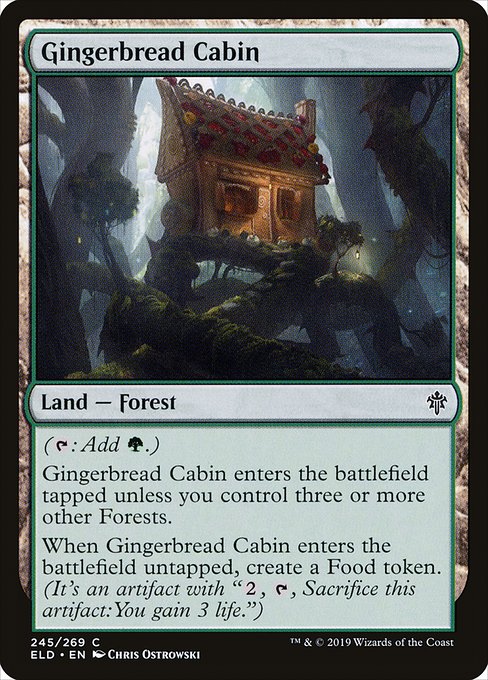 Gingerbread Cabin
Land — Forest
(: Add .)
Gingerbread Cabin enters the battlefield
tapped unless you control three or more
other Forests.
When Gingerbread Cabin enters the
battlefield untapped, create a Food token.
(It's an artifact with “2, , Sacrifice this
artifact:You gain 3 life.”)
245/269 C
ELD • EN Chris Ostrowski
™ & © 2019 Wizards of the Coast